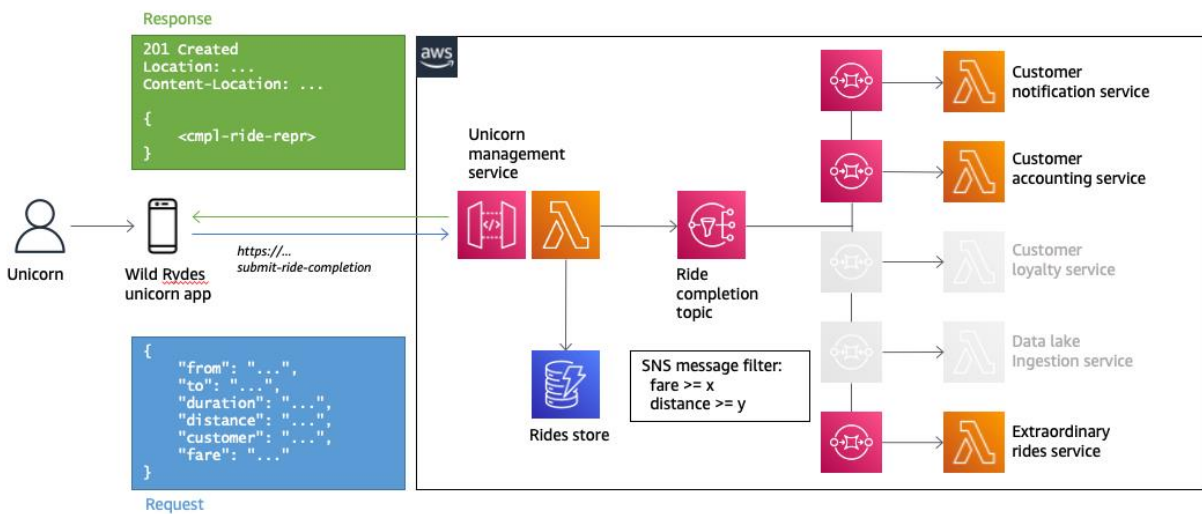 Response
201 Created
Location: ...
Content-Location: ...
{
<cmpl-ride-repr>
}
aws
Unicorn
management
service
Customer
notification service
Customer
accounting service
Unicorn
Wild Rydes
unicorn app
https://...
submit-ride-completion
Ride
completion
topic
Customer
loyalty service
Data lake
Ingestion service
{
"from": "...",
"to": "...",
"duration": "...",
"distance": "...",
"customer": "...",
"fare": "..."
}
Request
Rides store
SNS message filter:
fare >= x
distance >= y
Extraordinary
rides service